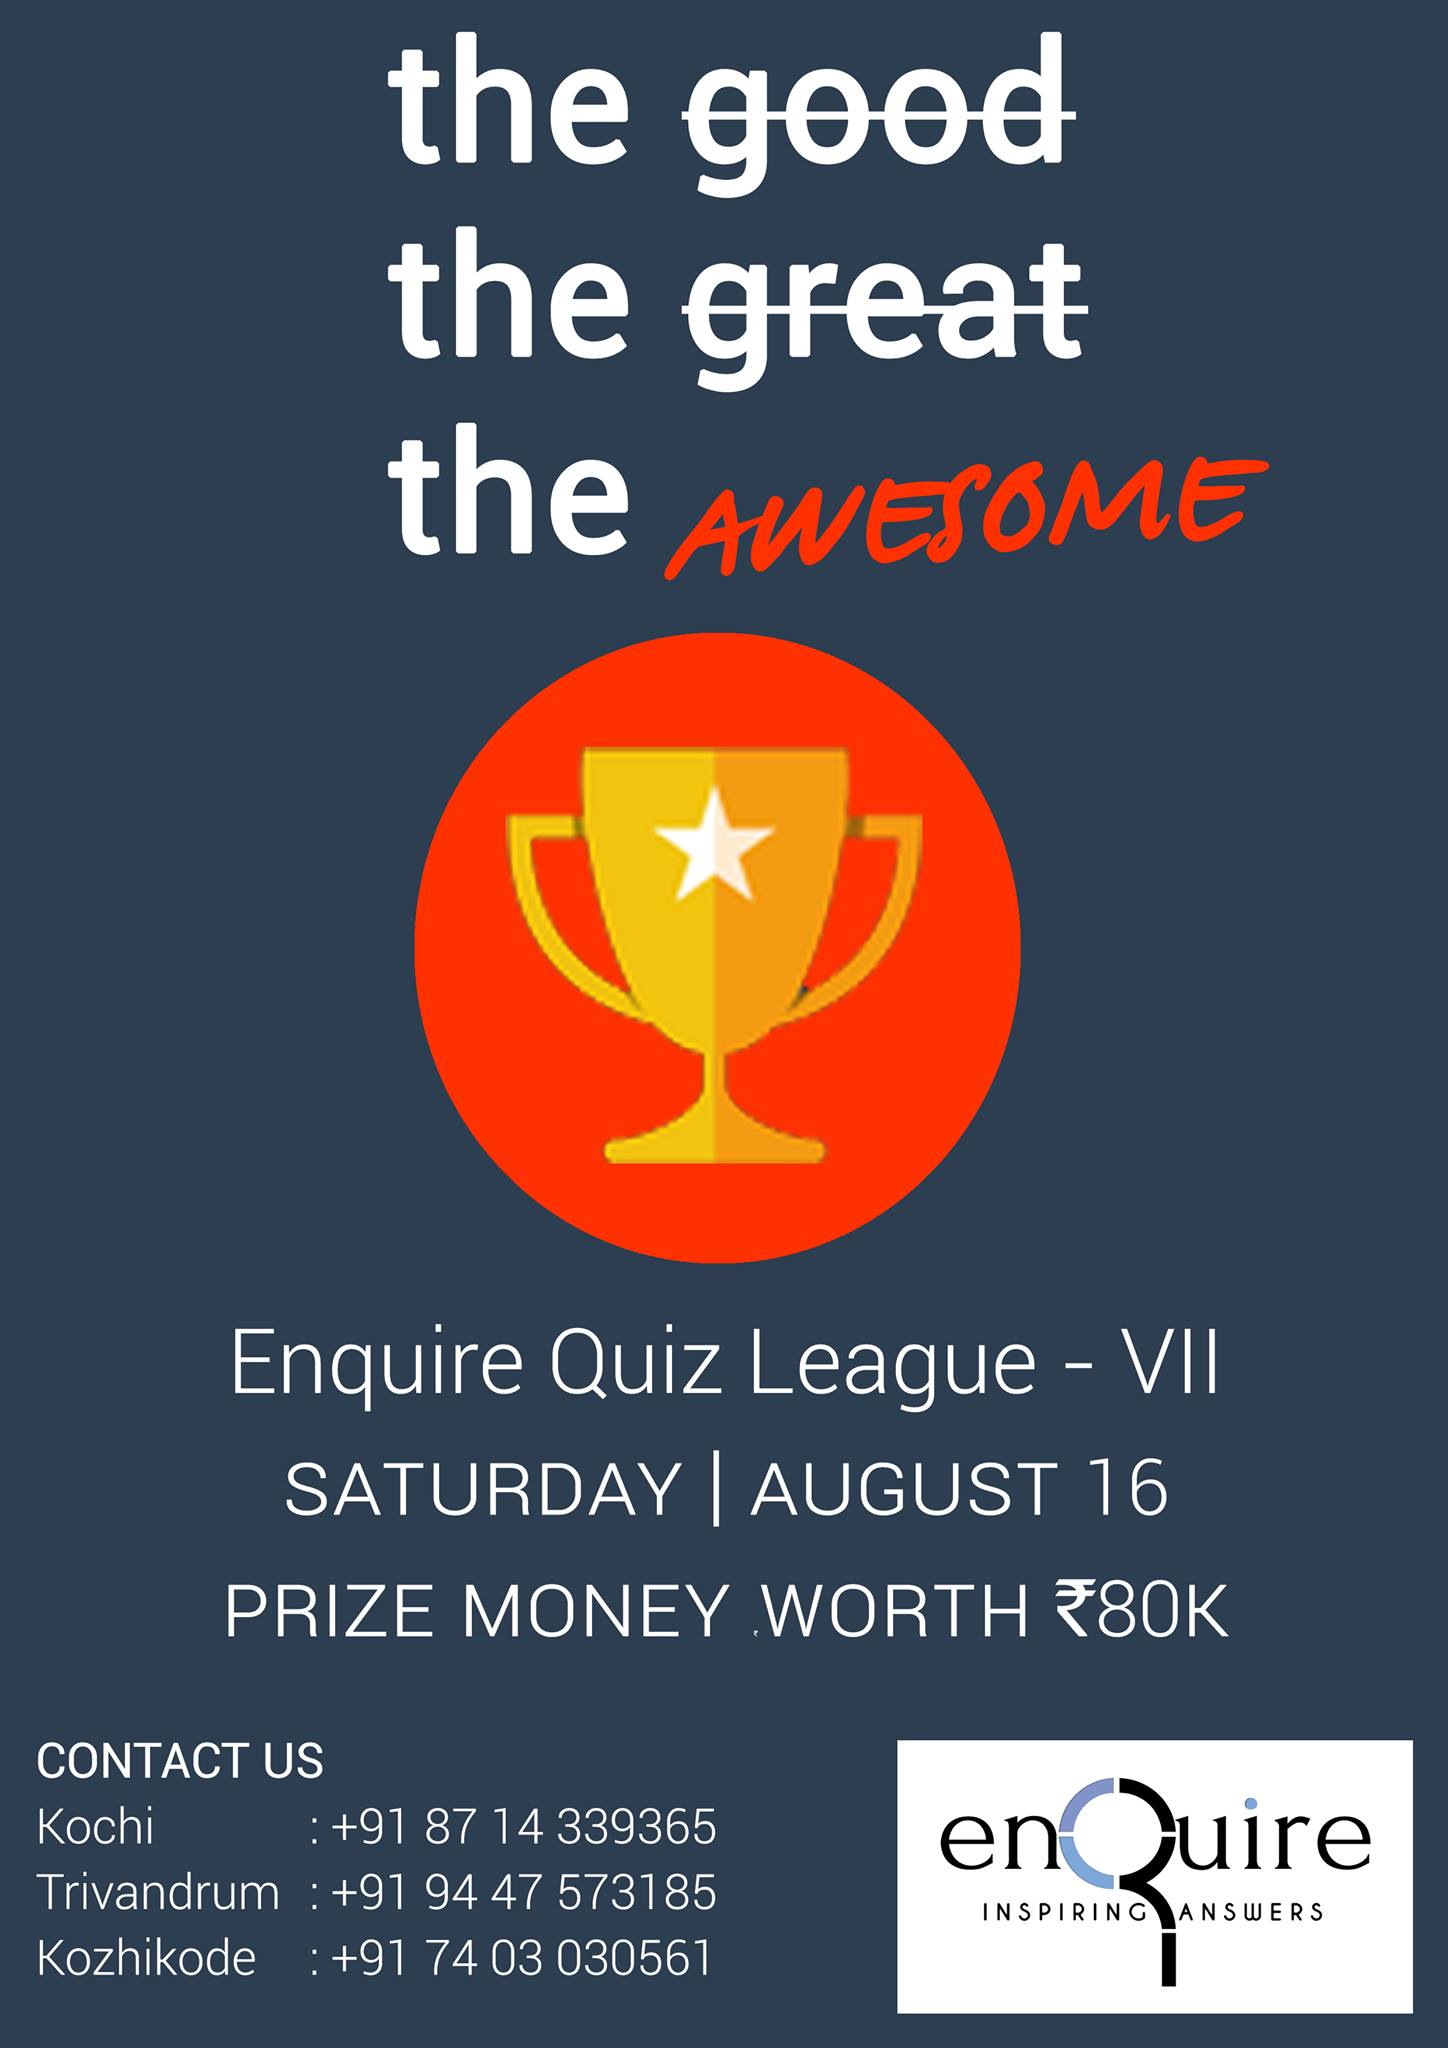 the good
the great
the AWESOME
Enquire Quiz League - VII
SATURDAY | AUGUST 16
PRIZE MONEY WORTH ₹80K
CONTACT US
Kochi : +91 87 14 339365
Trivandrum : +91 94 47 573185
Kozhikode : +91 74 03 030561
enQuire
INSPIRING ANSWERS